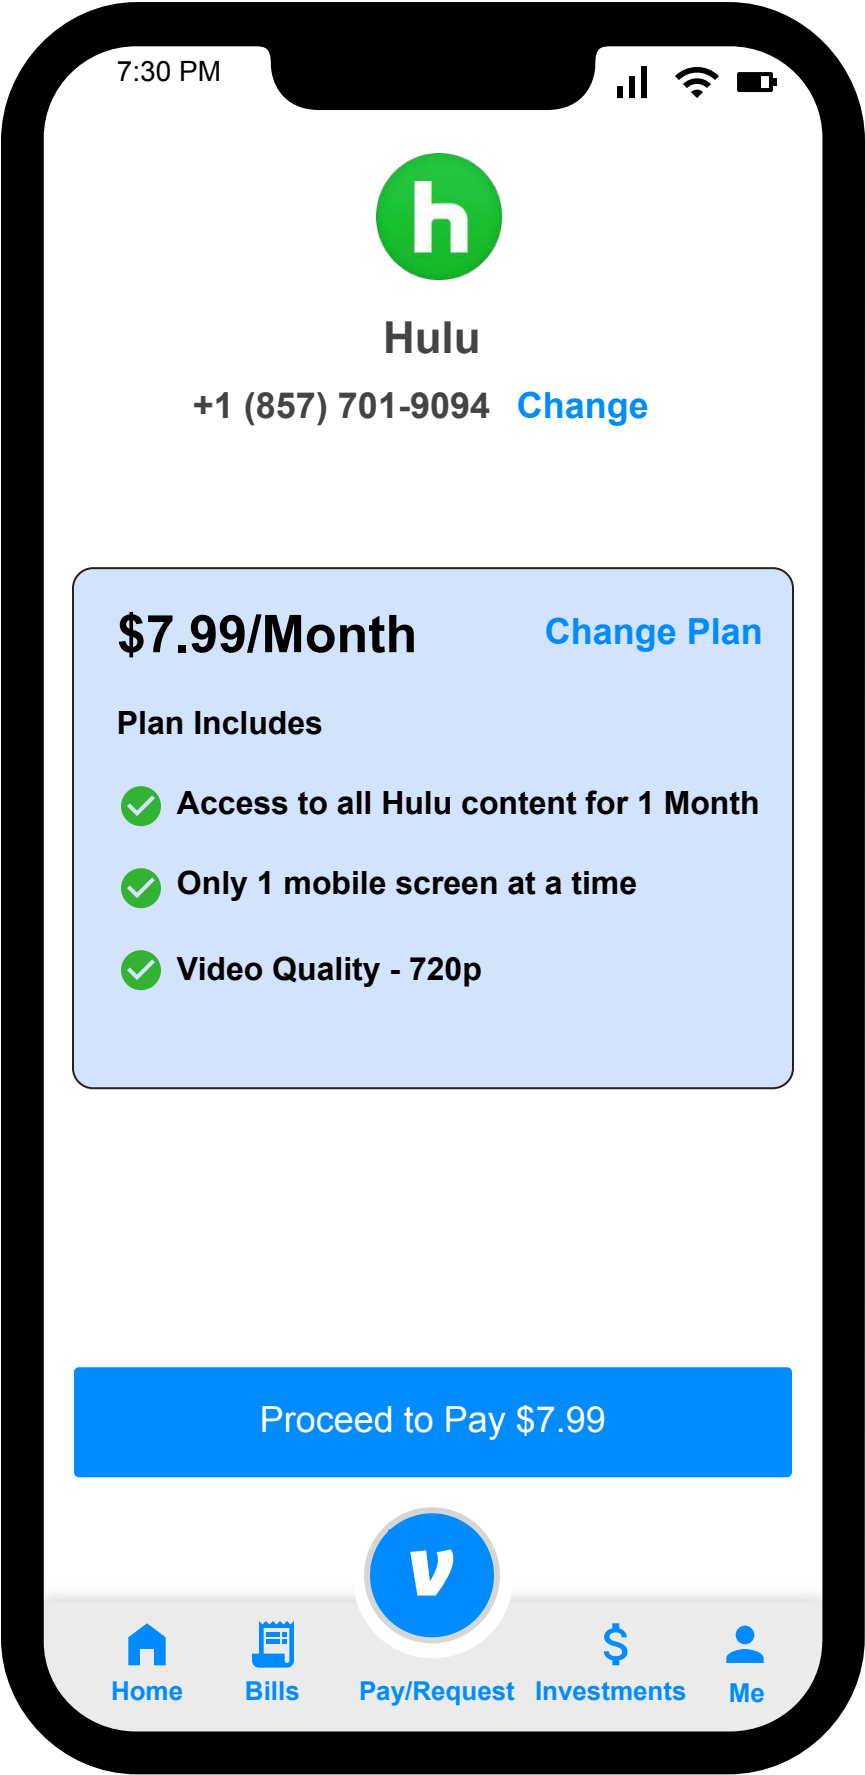 7:30 PM
h
Hulu
+1 (857) 701-9094 Change
$7.99/Month Change Plan
Plan Includes
Access to all Hulu content for 1 Month
Only 1 mobile screen at a time
Video Quality - 720p
Proceed to Pay $7.99
v
Home Bills Pay/Request Investments Me